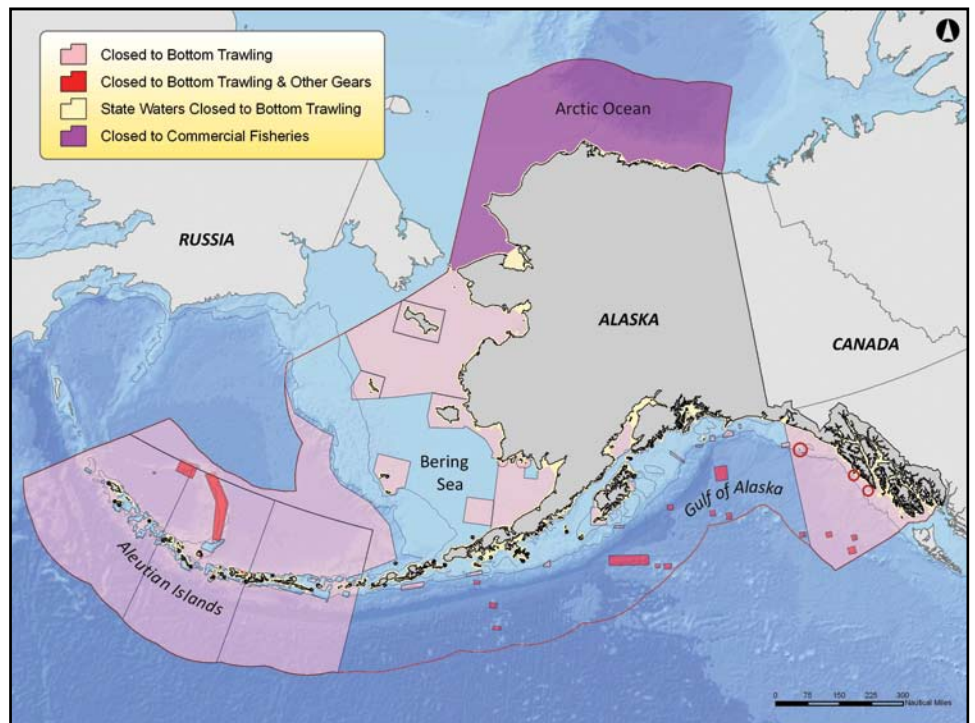 Closed to Bottom Trawling
Closed to Bottom Trawling & Other Gears
State Waters Closed to Bottom Trawling
Closed to Commercial Fisheries
Arctic Ocean
RUSSIA
ALASKA
CANADA
Bering
Sea
Gulf of Alaska
Aleutian Islands
0 75 150 225 300
Nautical Miles